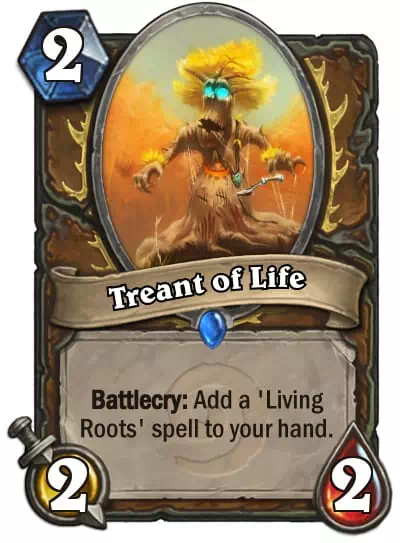 2
Treant of Life
Battlecry: Add a 'Living
Roots' spell to your hand.
2
2